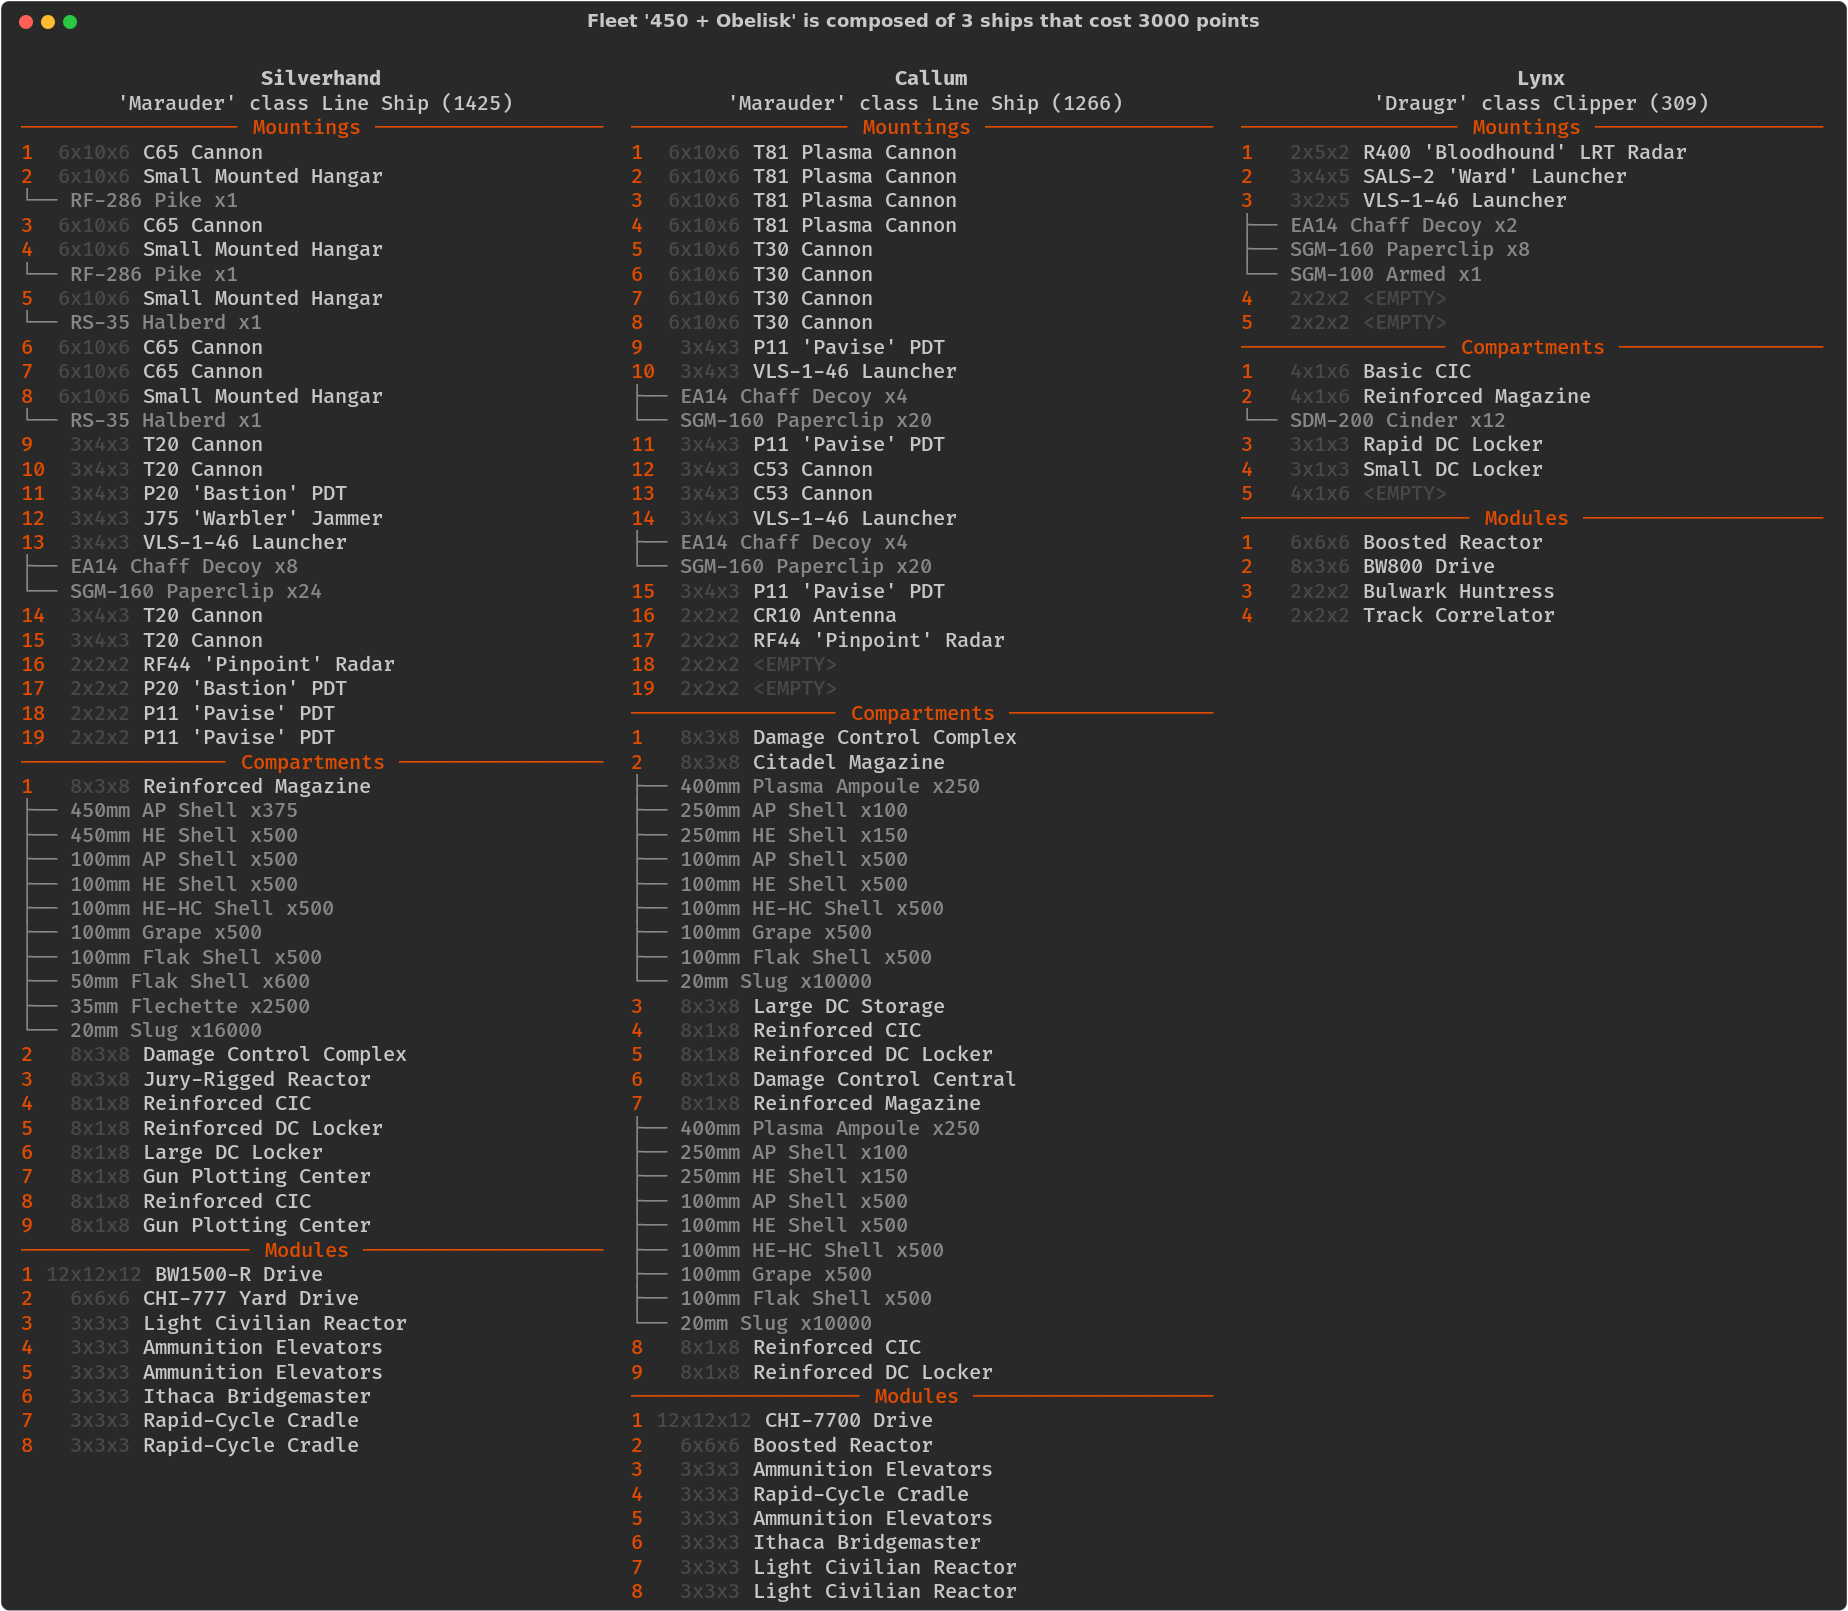 Fleet '450 + Obelisk' is composed of 3 ships that cost 3000 points
Silverhand
'Marauder' class Line Ship (1425)
Mountings
1 6x10x6 C65 Cannon
2 6x10x6 Small Mounted Hangar
└── RF-286 Pike x1
3 6x10x6 C65 Cannon
4 6x10x6 Small Mounted Hangar
└── RF-286 Pike x1
5 6x10x6 Small Mounted Hangar
└── RS-35 Halberd x1
6 6x10x6 C65 Cannon
7 6x10x6 C65 Cannon
8 6x10x6 Small Mounted Hangar
└── RS-35 Halberd x1
9 3x4x3 T20 Cannon
10 3x4x3 T20 Cannon
11 3x4x3 P20 'Bastion' PDT
12 3x4x3 J75 'Warbler' Jammer
13 3x4x3 VLS-1-46 Launcher
├── EA14 Chaff Decoy x8
└── SGM-160 Paperclip x24
14 3x4x3 T20 Cannon
15 3x4x3 T20 Cannon
16 2x2x2 RF44 'Pinpoint' Radar
17 2x2x2 P20 'Bastion' PDT
18 2x2x2 P11 'Pavise' PDT
19 2x2x2 P11 'Pavise' PDT
Compartments
1 8x3x8 Reinforced Magazine
├── 450mm AP Shell x375
├── 450mm HE Shell x500
├── 100mm AP Shell x500
├── 100mm HE Shell x500
├── 100mm HE-HC Shell x500
├── 100mm Grape x500
├── 100mm Flak Shell x500
├── 50mm Flak Shell x600
├── 35mm Flechette x2500
└── 20mm Slug x16000
2 8x3x8 Damage Control Complex
3 8x3x8 Jury-Rigged Reactor
4 8x1x8 Reinforced CIC
5 8x1x8 Reinforced DC Locker
6 8x1x8 Large DC Locker
7 8x1x8 Gun Plotting Center
8 8x1x8 Reinforced CIC
9 8x1x8 Gun Plotting Center
Modules
1 12x12x12 BW1500-R Drive
2 6x6x6 CHI-777 Yard Drive
3 3x3x3 Light Civilian Reactor
4 3x3x3 Ammunition Elevators
5 3x3x3 Ammunition Elevators
6 3x3x3 Ithaca Bridgemaster
7 3x3x3 Rapid-Cycle Cradle
8 3x3x3 Rapid-Cycle Cradle
Callum
'Marauder' class Line Ship (1266)
Mountings
1 6x10x6 T81 Plasma Cannon
2 6x10x6 T81 Plasma Cannon
3 6x10x6 T81 Plasma Cannon
4 6x10x6 T81 Plasma Cannon
5 6x10x6 T30 Cannon
6 6x10x6 T30 Cannon
7 6x10x6 T30 Cannon
8 6x10x6 T30 Cannon
9 3x4x3 P11 'Pavise' PDT
10 3x4x3 VLS-1-46 Launcher
├── EA14 Chaff Decoy x4
└── SGM-160 Paperclip x20
11 3x4x3 P11 'Pavise' PDT
12 3x4x3 C53 Cannon
13 3x4x3 C53 Cannon
14 3x4x3 VLS-1-46 Launcher
├── EA14 Chaff Decoy x4
└── SGM-160 Paperclip x20
15 3x4x3 P11 'Pavise' PDT
16 2x2x2 CR10 Antenna
17 2x2x2 RF44 'Pinpoint' Radar
18 2x2x2 <EMPTY>
19 2x2x2 <EMPTY>
Compartments
1 8x3x8 Damage Control Complex
2 8x3x8 Citadel Magazine
├── 400mm Plasma Ampoule x250
├── 250mm AP Shell x100
├── 250mm HE Shell x150
├── 100mm AP Shell x500
├── 100mm HE Shell x500
├── 100mm HE-HC Shell x500
├── 100mm Grape x500
├── 100mm Flak Shell x500
└── 20mm Slug x10000
3 8x3x8 Large DC Storage
4 8x1x8 Reinforced CIC
5 8x1x8 Reinforced DC Locker
6 8x1x8 Damage Control Central
7 8x1x8 Reinforced Magazine
├── 400mm Plasma Ampoule x250
├── 250mm AP Shell x100
├── 250mm HE Shell x150
├── 100mm AP Shell x500
├── 100mm HE Shell x500
├── 100mm HE-HC Shell x500
├── 100mm Grape x500
├── 100mm Flak Shell x500
└── 20mm Slug x10000
8 8x1x8 Reinforced CIC
9 8x1x8 Reinforced DC Locker
Modules
1 12x12x12 CHI-7700 Drive
2 6x6x6 Boosted Reactor
3 3x3x3 Ammunition Elevators
4 3x3x3 Rapid-Cycle Cradle
5 3x3x3 Ammunition Elevators
6 3x3x3 Ithaca Bridgemaster
7 3x3x3 Light Civilian Reactor
8 3x3x3 Light Civilian Reactor
Lynx
'Draugr' class Clipper (309)
Mountings
1 2x5x2 R400 'Bloodhound' LRT Radar
2 3x4x5 SALS-2 'Ward' Launcher
3 3x2x5 VLS-1-46 Launcher
├── EA14 Chaff Decoy x2
├── SGM-160 Paperclip x8
└── SGM-100 Armed x1
4 2x2x2 <EMPTY>
5 2x2x2 <EMPTY>
Compartments
1 4x1x6 Basic CIC
2 4x1x6 Reinforced Magazine
└── SDM-200 Cinder x12
3 3x1x3 Rapid DC Locker
4 3x1x3 Small DC Locker
5 4x1x6 <EMPTY>
Modules
1 6x6x6 Boosted Reactor
2 8x3x6 BW800 Drive
3 2x2x2 Bulwark Huntress
4 2x2x2 Track Correlator